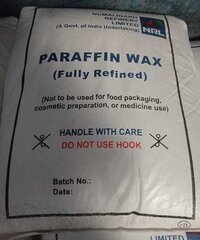 NUMALIGARH
REFINERY
LIMITED
(A Govt. of India Undertaking)
NRL
PARAFFIN WAX
(Fully Refined)
(Not to be used for food packaging,
cosmetic preparation, or medicine use)
HANDLE WITH CARE
DO NOT USE HOOK
Batch No.:
Date:
LIMITED